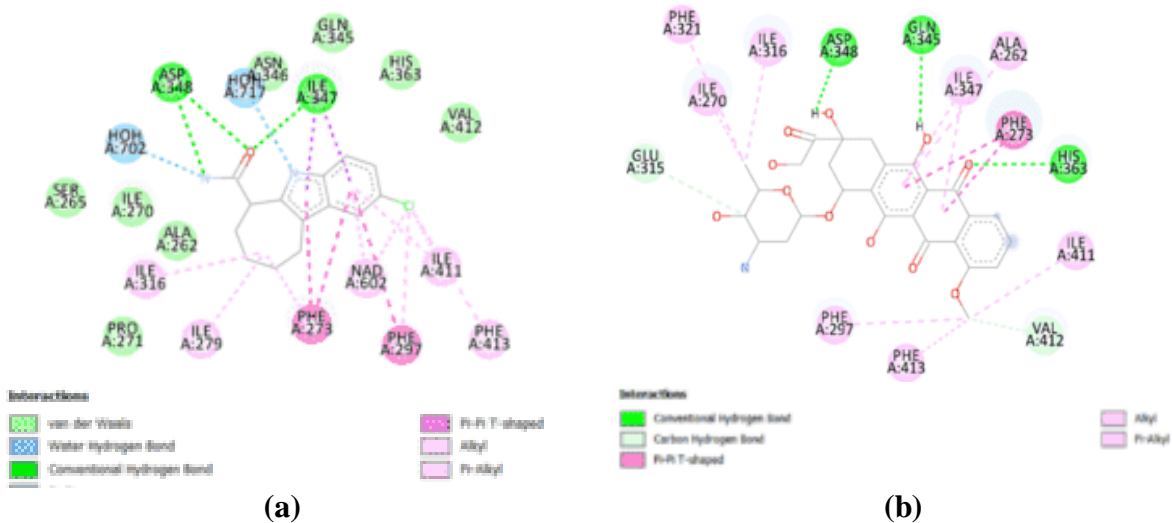 GLN
A:345
ASN
A:346
HIS
A:363
ASP
A:348
HOH
A:717
ILE
A:347
VAL
A:412
HOH
A:702
SER
A:265
ILE
A:270
ALA
A:262
ILE
A:316
NAD
A:602
ILE
A:411
PRO
A:271
ILE
A:279
PHE
A:273
PHE
A:297
PHE
A:413
N
O
N
Cl
Interactions
van der Waals
Water Hydrogen Bond
Conventional Hydrogen Bond
Pi-Pi T-shaped
Alkyl
Pi-Alkyl
(a)
PHE
A:321
ILE
A:316
ASP
A:348
GLN
A:345
ALA
A:262
ILE
A:270
ILE
A:347
PHE
A:273
GLU
A:315
HIS
A:363
ILE
A:411
PHE
A:297
PHE
A:413
VAL
A:412
H
O
H
O
O
O
O
O
O
O
O
O
O
N
Interactions
Conventional Hydrogen Bond
Carbon Hydrogen Bond
Pi-Pi T-shaped
Alkyl
Pi-Alkyl
(b)